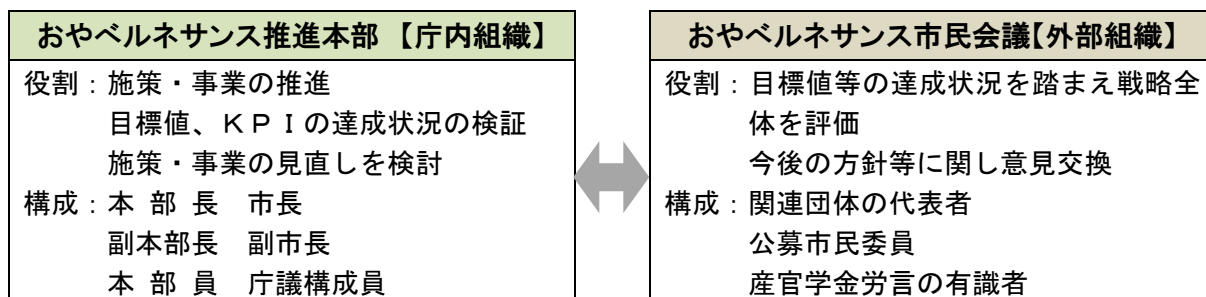 おやべルネサンス推進本部 【庁内組織】
役割：施策・事業の推進
目標値、ＫＰＩの達成状況の検証
施策・事業の見直しを検討
構成：本 部 長　市長
副本部長　副市長
本 部 員　庁議構成員
おやべルネサンス市民会議【外部組織】
役割：目標値等の達成状況を踏まえ戦略全
体を評価
今後の方針等に関し意見交換
構成：関連団体の代表者
公募市民委員
産官学金労言の有識者